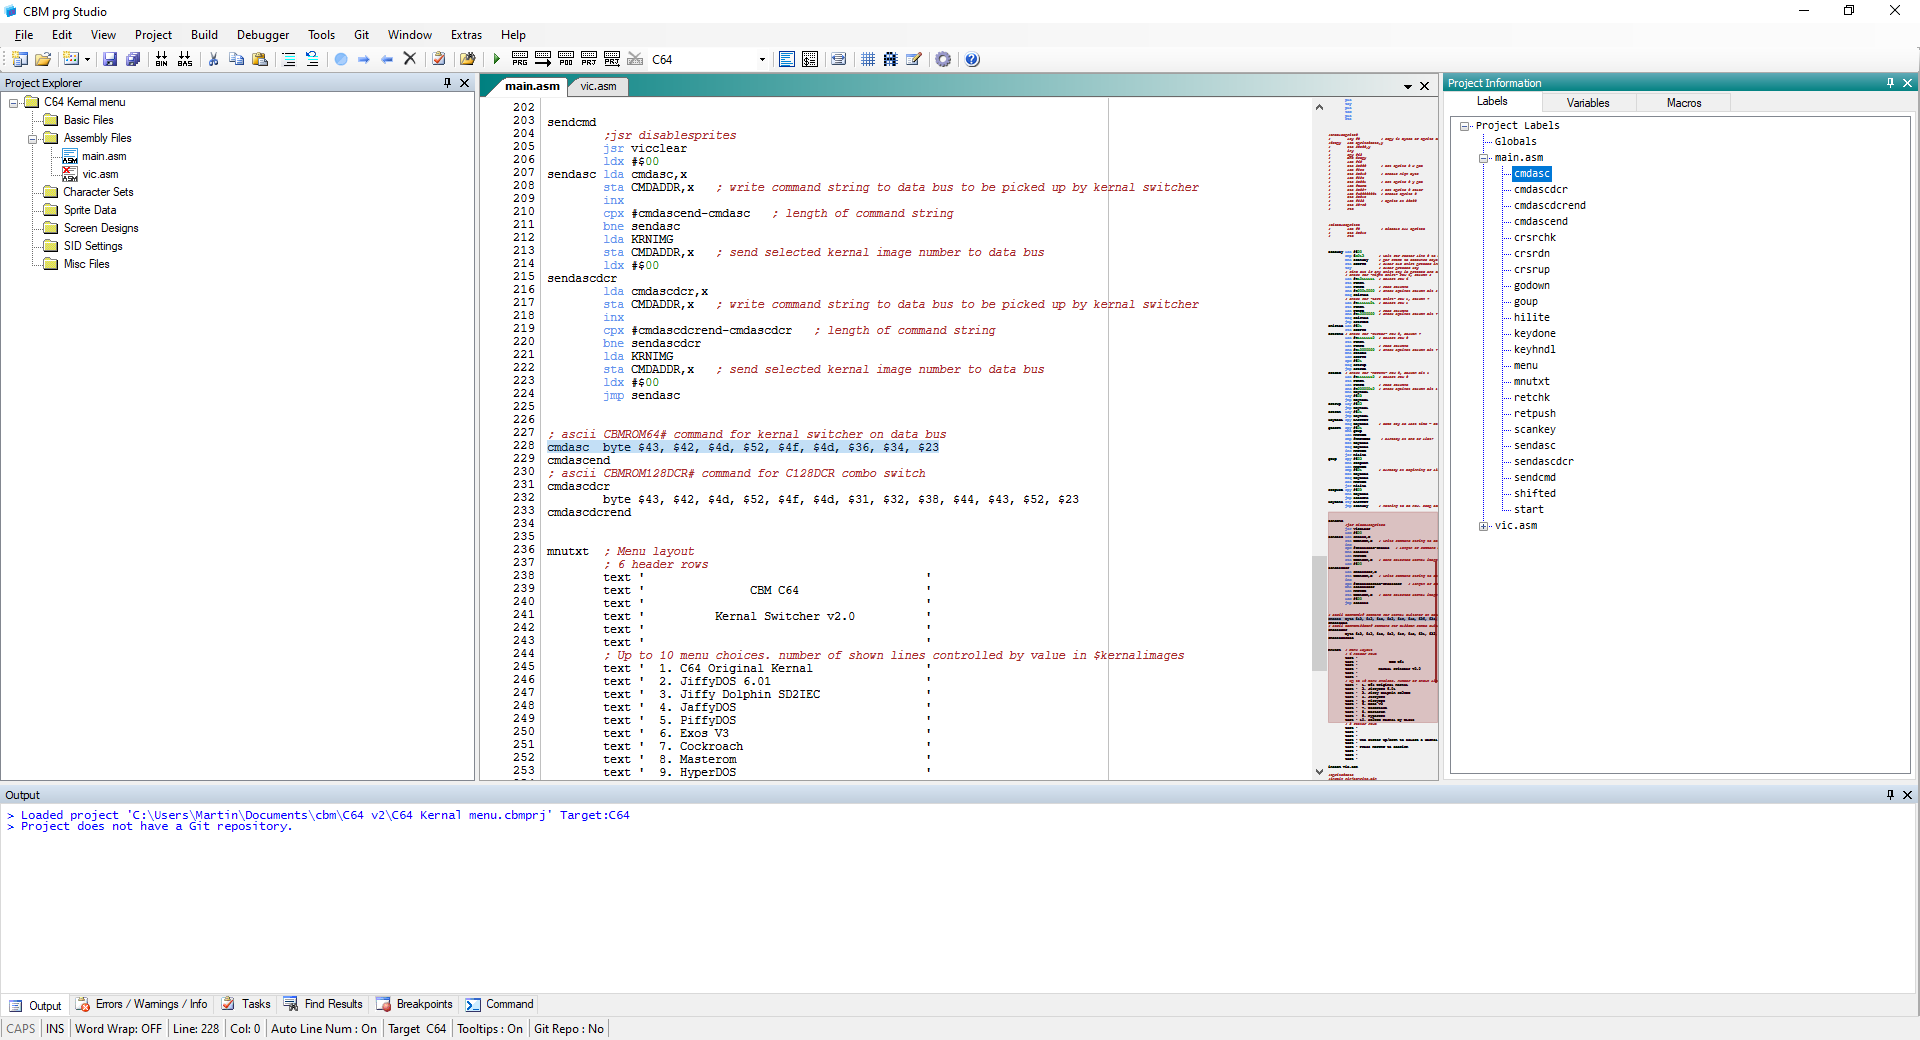 CBM prg Studio
File Edit View Project Build Debugger Tools Git Window Extras Help
C64
Project Explorer
C64 Kernal menu
Basic Files
Assembly Files
main.asm
vic.asm
Character Sets
Sprite Data
Screen Designs
SID Settings
Misc Files
main.asm vic.asm
202
203 sendcmd
204 ;jsr disablesprites
205 jsr vicclear
206 ldx #$00
207 sendasc lda cmdasc,x
208 sta CMDADDR,x ; write command string to data bus to be picked up by kernal switcher
209 inx
210 cpx #cmdascend-cmdasc ; length of command string
211 bne sendasc
212 lda KRNIMG
213 sta CMDADDR,x ; send selected kernal image number to data bus
214 ldx #$00
215 sendascdcr
216 lda cmdascdcr,x
217 sta CMDADDR,x ; write command string to data bus to be picked up by kernal switcher
218 inx
219 cpx #cmdascdcrend-cmdascdcr ; length of command string
220 bne sendascdcr
221 lda KRNIMG
222 sta CMDADDR,x ; send selected kernal image number to data bus
223 ldx #$00
224 jmp sendasc
225
226
227 ; ascii CBMROM64# command for kernal switcher on data bus
228 cmdasc byte $43, $42, $4d, $52, $4f, $4d, $36, $34, $23
229 cmdascend
230 ; ascii CBMROM128DCR# command for C128DCR combo switch
231 cmdascdcr
232 byte $43, $42, $4d, $52, $4f, $4d, $31, $32, $38, $44, $43, $52, $23
233 cmdascdcrend
234
235
236 mnutxt ; Menu layout
237 ; 6 header rows
238 text ' '
239 text ' CBM C64 '
240 text ' '
241 text ' Kernal Switcher v2.0 '
242 text ' '
243 text ' '
244 ; Up to 10 menu choices. number of shown lines controlled by value in $kernalimages
245 text ' 1. C64 Original Kernal '
246 text ' 2. JiffyDOS 6.01 '
247 text ' 3. Jiffy Dolphin SD2IEC '
248 text ' 4. JaffyDOS '
249 text ' 5. PiffyDOS '
250 text ' 6. Exos V3 '
251 text ' 7. Cockroach '
252 text ' 8. Masterom '
253 text ' 9. HyperDOS '
Project Information
Labels Variables Macros
Project Labels
Globals
main.asm
cmdasc
cmdascdcr
cmdascdcrend
cmdascend
crsrchk
crsrdn
crsrup
godown
goup
hilite
keydone
keyhndl
menu
mnutxt
retchk
retpush
scankey
sendasc
sendascdcr
sendcmd
shifted
start
vic.asm
Output
> Loaded project 'C:\Users\Martin\Documents\cbm\C64 v2\C64 Kernal menu.cbmprj' Target:C64
> Project does not have a Git repository.
Output Errors / Warnings / Info Tasks Find Results Breakpoints Command
CAPS INS Word Wrap: OFF Line: 228 Col: 0 Auto Line Num : On Target C64 Tooltips : On Git Repo : No